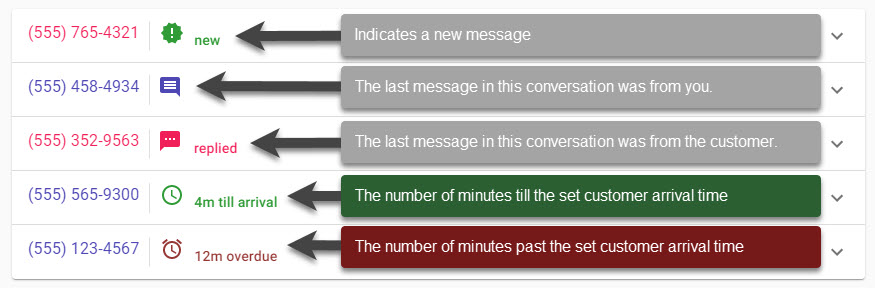 (555) 765-4321 new Indicates a new message
(555) 458-4934 The last message in this conversation was from you.
(555) 352-9563 replied The last message in this conversation was from the customer.
(555) 565-9300 4m till arrival The number of minutes till the set customer arrival time
(555) 123-4567 12m overdue The number of minutes past the set customer arrival time